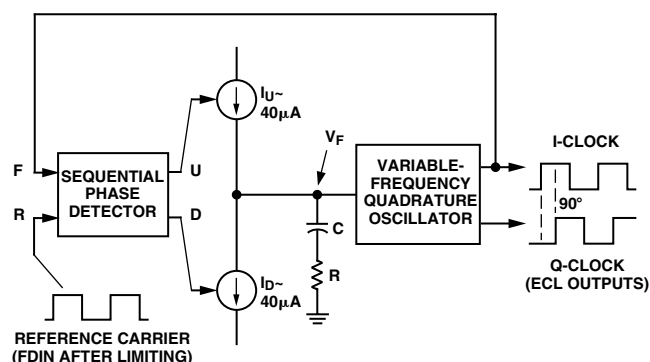 I_U~
40µA
V_F
I-CLOCK
F
SEQUENTIAL
PHASE
DETECTOR
U
VARIABLE-
FREQUENCY
QUADRATURE
OSCILLATOR
90°
R
D
C
R
I_D~
40µA
Q-CLOCK
(ECL OUTPUTS)
REFERENCE CARRIER
(FDIN AFTER LIMITING)